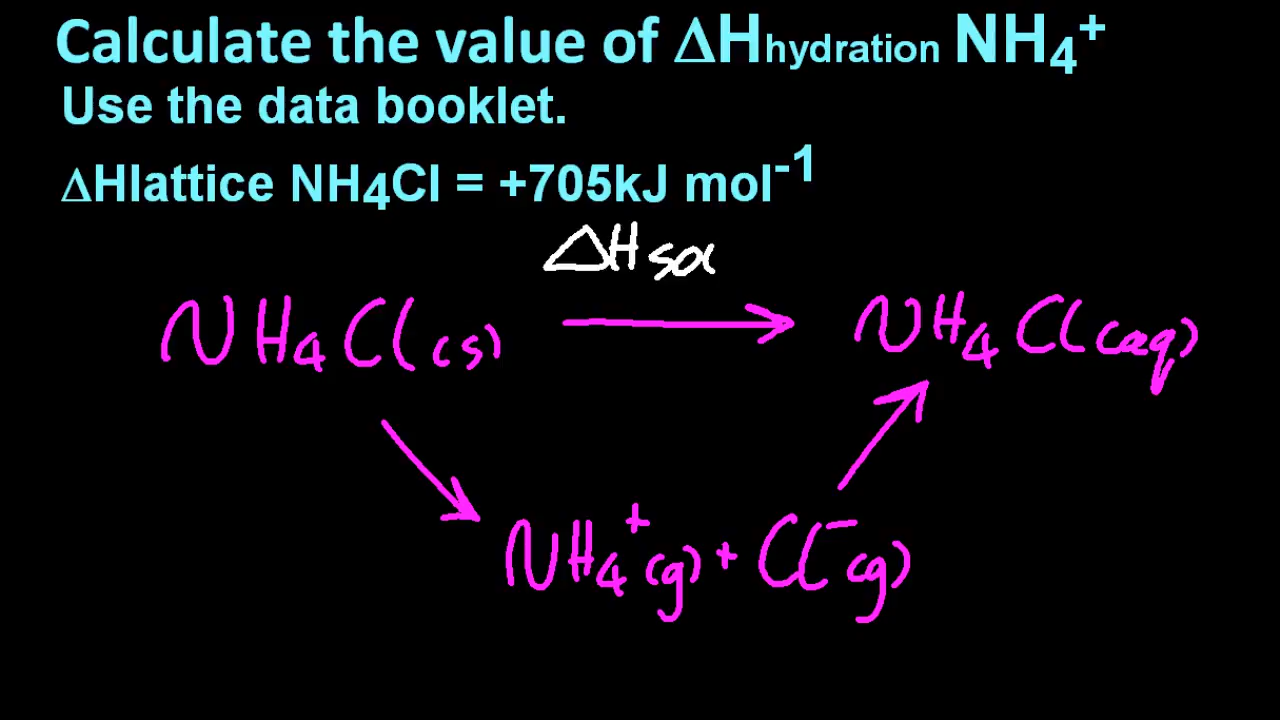 Calculate the value of ΔHhydration NH₄⁺
Use the data booklet.
ΔHlattice NH4Cl = +705kJ mol⁻¹
ΔHsol
NH₄Cl(s) → NH₄Cl(aq)
NH₄⁺(g) + Cl⁻(g)